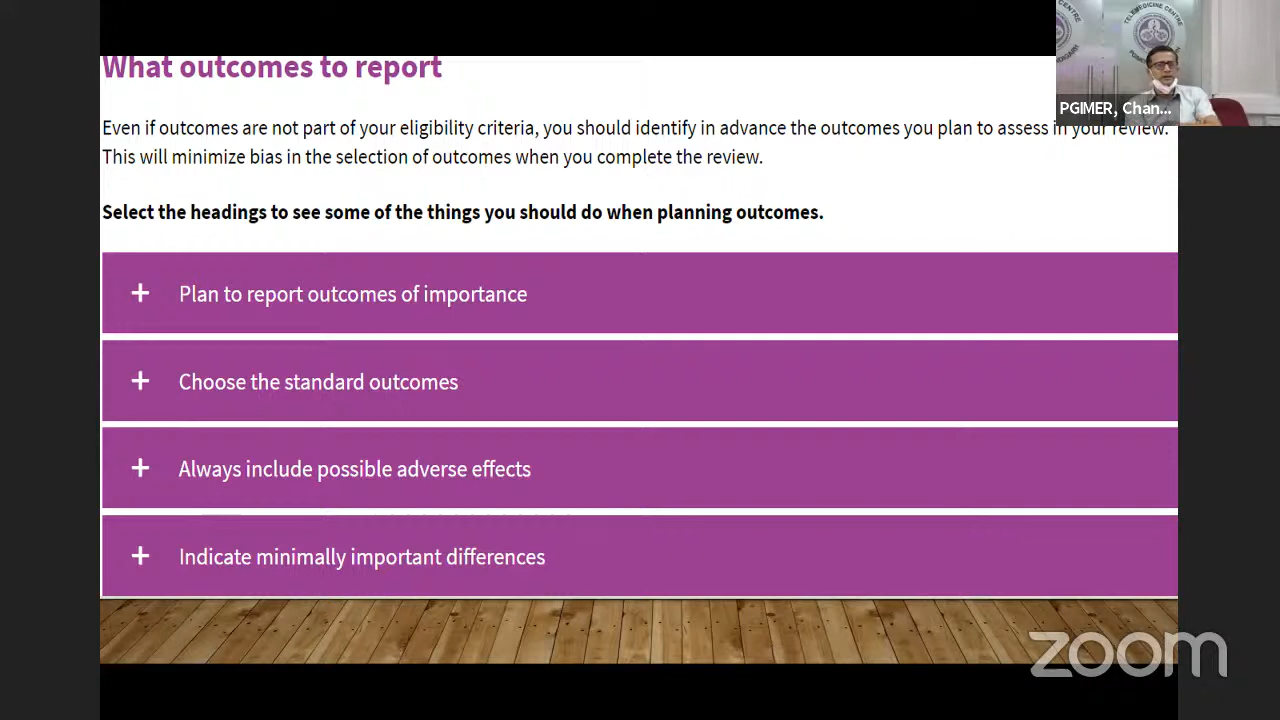 What outcomes to report
Even if outcomes are not part of your eligibility criteria, you should identify in advance the outcomes you plan to assess in your review.
This will minimize bias in the selection of outcomes when you complete the review.
Select the headings to see some of the things you should do when planning outcomes.
+ Plan to report outcomes of importance
+ Choose the standard outcomes
+ Always include possible adverse effects
+ Indicate minimally important differences
TELEMEDICINE CENTRE
PGIMER, Chan...
zoom